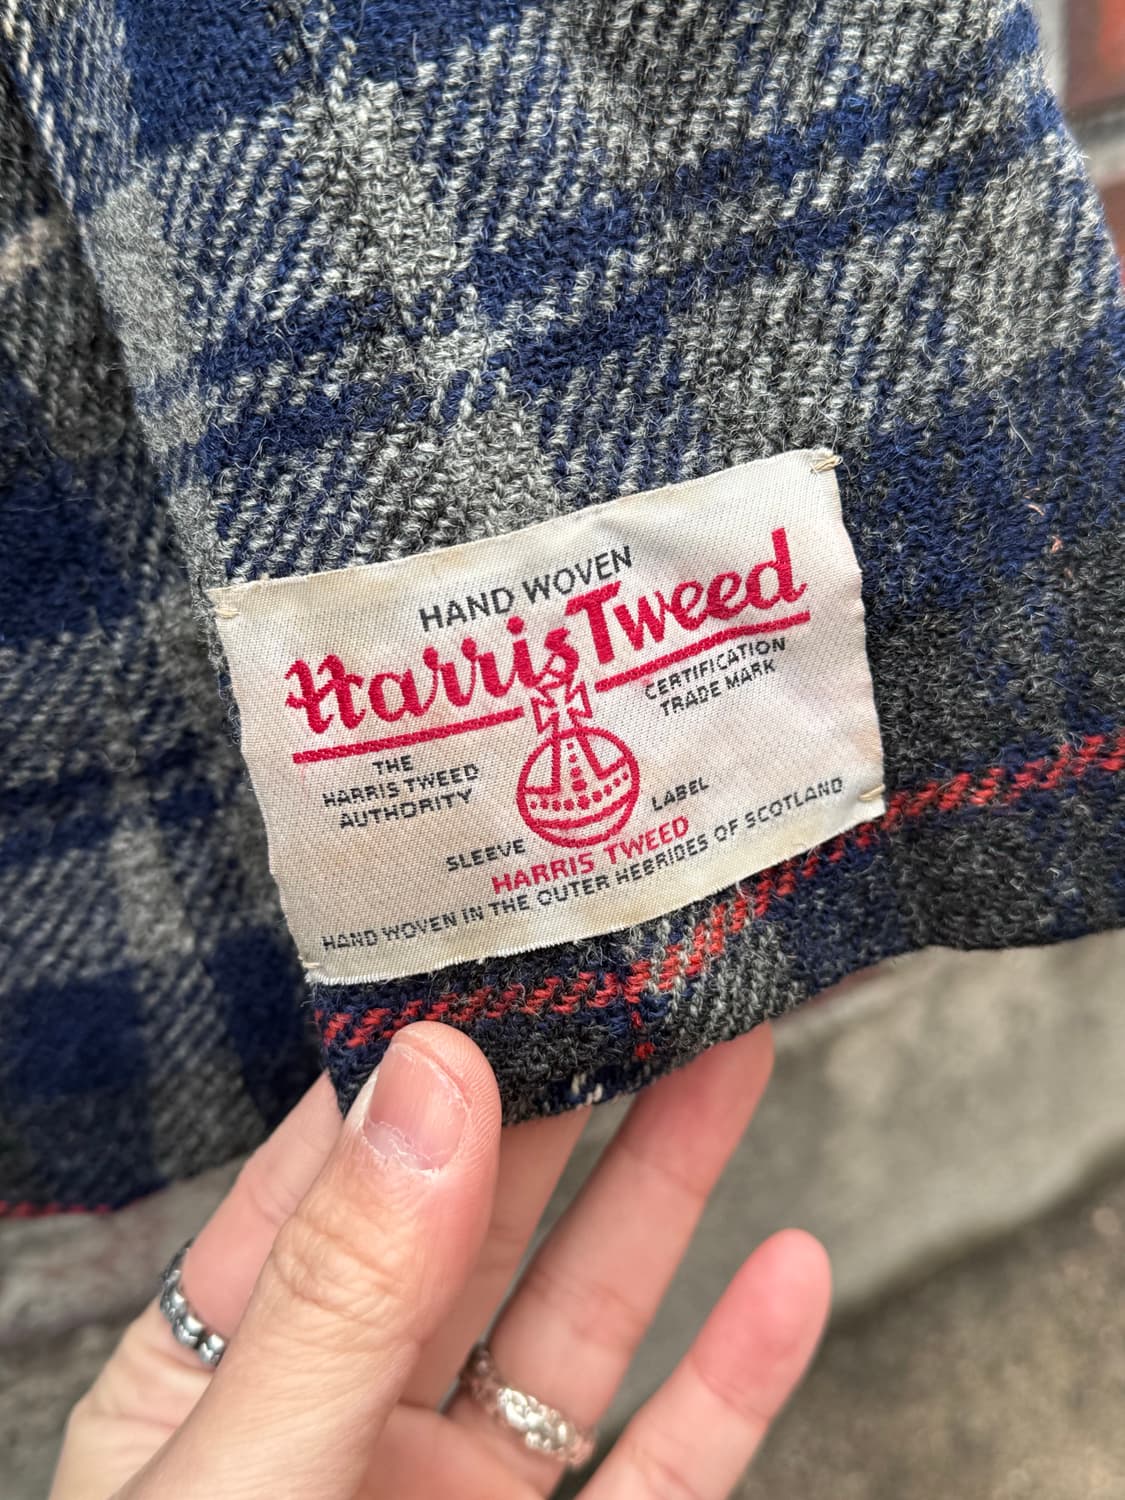 HAND WOVEN
Harris Tweed
CERTIFICATION
TRADE MARK
THE
HARRIS TWEED
AUTHORITY
SLEEVE LABEL
HARRIS TWEED
HAND WOVEN IN THE OUTER HEBRIDES OF SCOTLAND